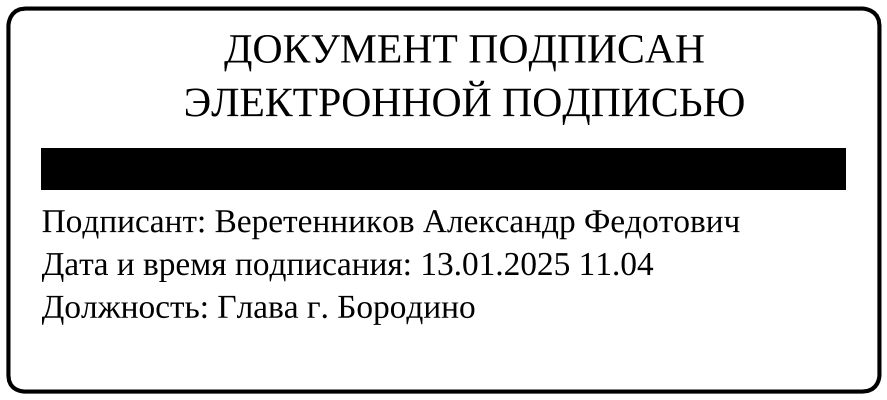 ДОКУМЕНТ ПОДПИСАН
ЭЛЕКТРОННОЙ ПОДПИСЬЮ
Подписант: Веретенников Александр Федотович
Дата и время подписания: 13.01.2025 11.04
Должность: Глава г. Бородино